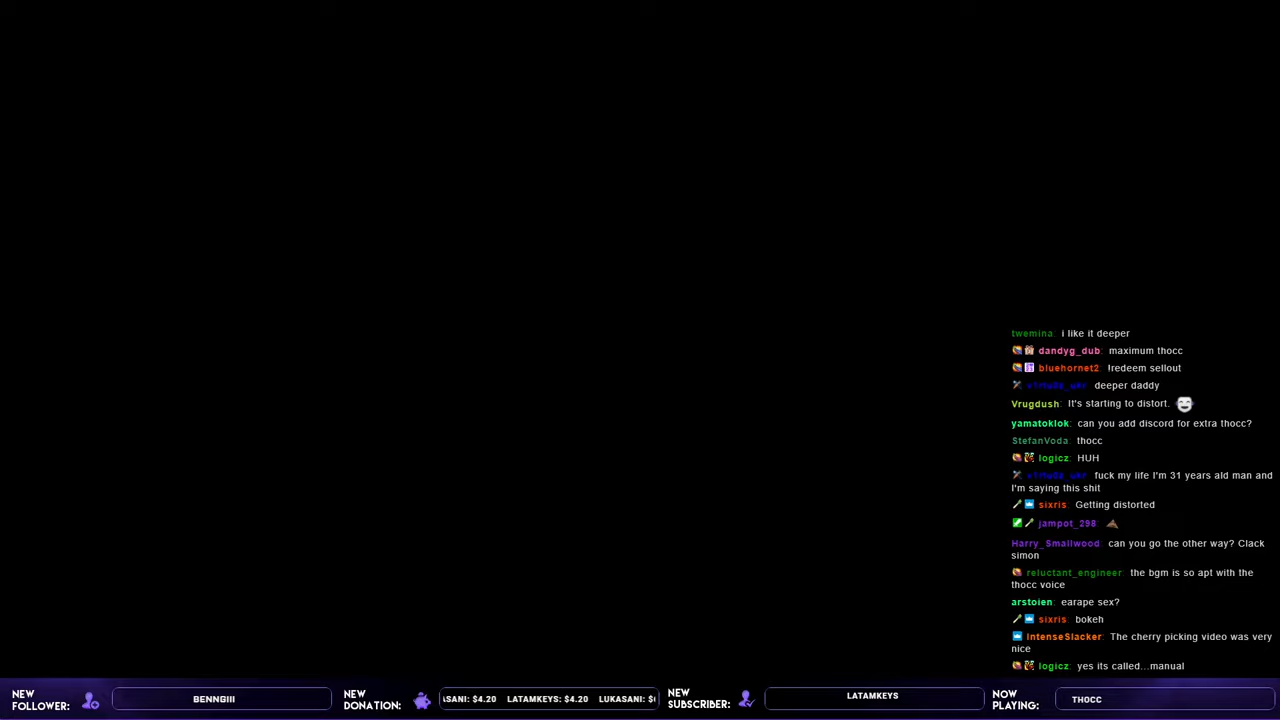 twemina: i like it deeper
dandyg_dub: maximum thocc
bluehornet2: !redeem sellout
deeper daddy
Vrugdush: It's starting to distort.
yamatoklok: can you add discord for extra thocc?
StefanVoda: thocc
logicz: HUH
fuck my life I'm 31 years ald man and
I'm saying this shit
sixris: Getting distorted
jampot_298:
Harry_Smallwood: can you go the other way? Clack
simon
reluctant_engineer: the bgm is so apt with the
thocc voice
arstoien: earape sex?
sixris: bokeh
IntenseSlacker: The cherry picking video was very
nice
logicz: yes its called...manual
NEW
FOLLOWER:
BENNGIII
NEW
DONATION:
ASANI: $4.20 LATAMKEYS: $4.20 LUKASANI: $
NEW
SUBSCRIBER:
LATAMKEYS
NOW
PLAYING:
THOCC